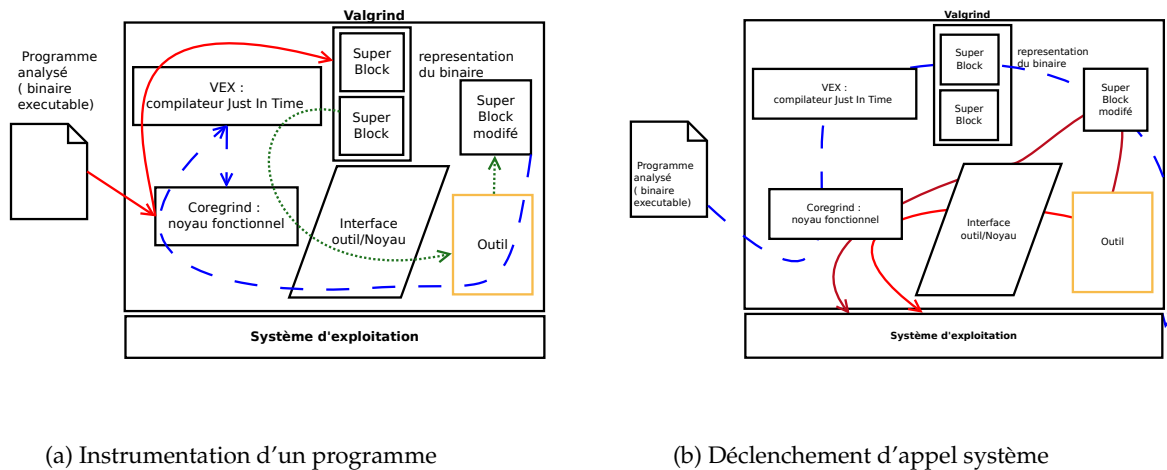 Valgrind
Programme
analysé
( binaire
executable)
Super
Block
representation
du binaire
VEX :
compilateur Just In Time
Super
Block
Super
Block
modifé
Coregrind :
noyau fonctionnel
Interface
outil/Noyau
Outil
Système d'exploitation
(a) Instrumentation d'un programme
Valgrind
Super
Block
representation
du binaire
VEX :
compilateur Just In Time
Super
Block
Super
Block
modifé
Programme
analysé
( binaire
executable)
Coregrind :
noyau fonctionnel
Interface
outil/Noyau
Outil
Système d'exploitation
(b) Déclenchement d'appel système